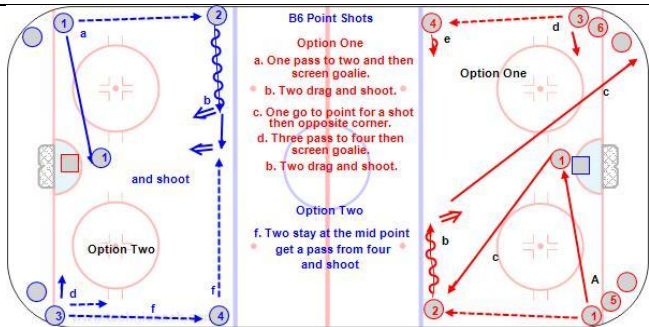 B6 Point Shots
Option One
a. One pass to two and then
screen goalie.
b. Two drag and shoot.
c. One go to point for a shot
then opposite corner.
d. Three pass to four then
screen goalie.
b. Two drag and shoot.
Option Two
f. Two stay at the mid point
get a pass from four
and shoot
1
a
2
b
1
and shoot
Option Two
d
f
f
3
4
4
e
d
3
6
Option One
c
1
b
c
A
2
1
5